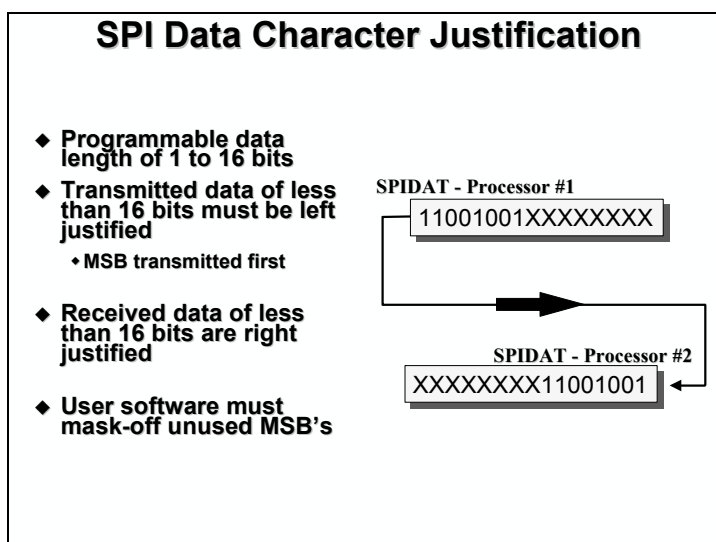 SPI Data Character Justification
◆ Programmable data
length of 1 to 16 bits
◆ Transmitted data of less
than 16 bits must be left
justified
◆ MSB transmitted first
◆ Received data of less
than 16 bits are right
justified
◆ User software must
mask-off unused MSB's
SPIDAT - Processor #1
11001001XXXXXXXX
SPIDAT - Processor #2
XXXXXXXX11001001